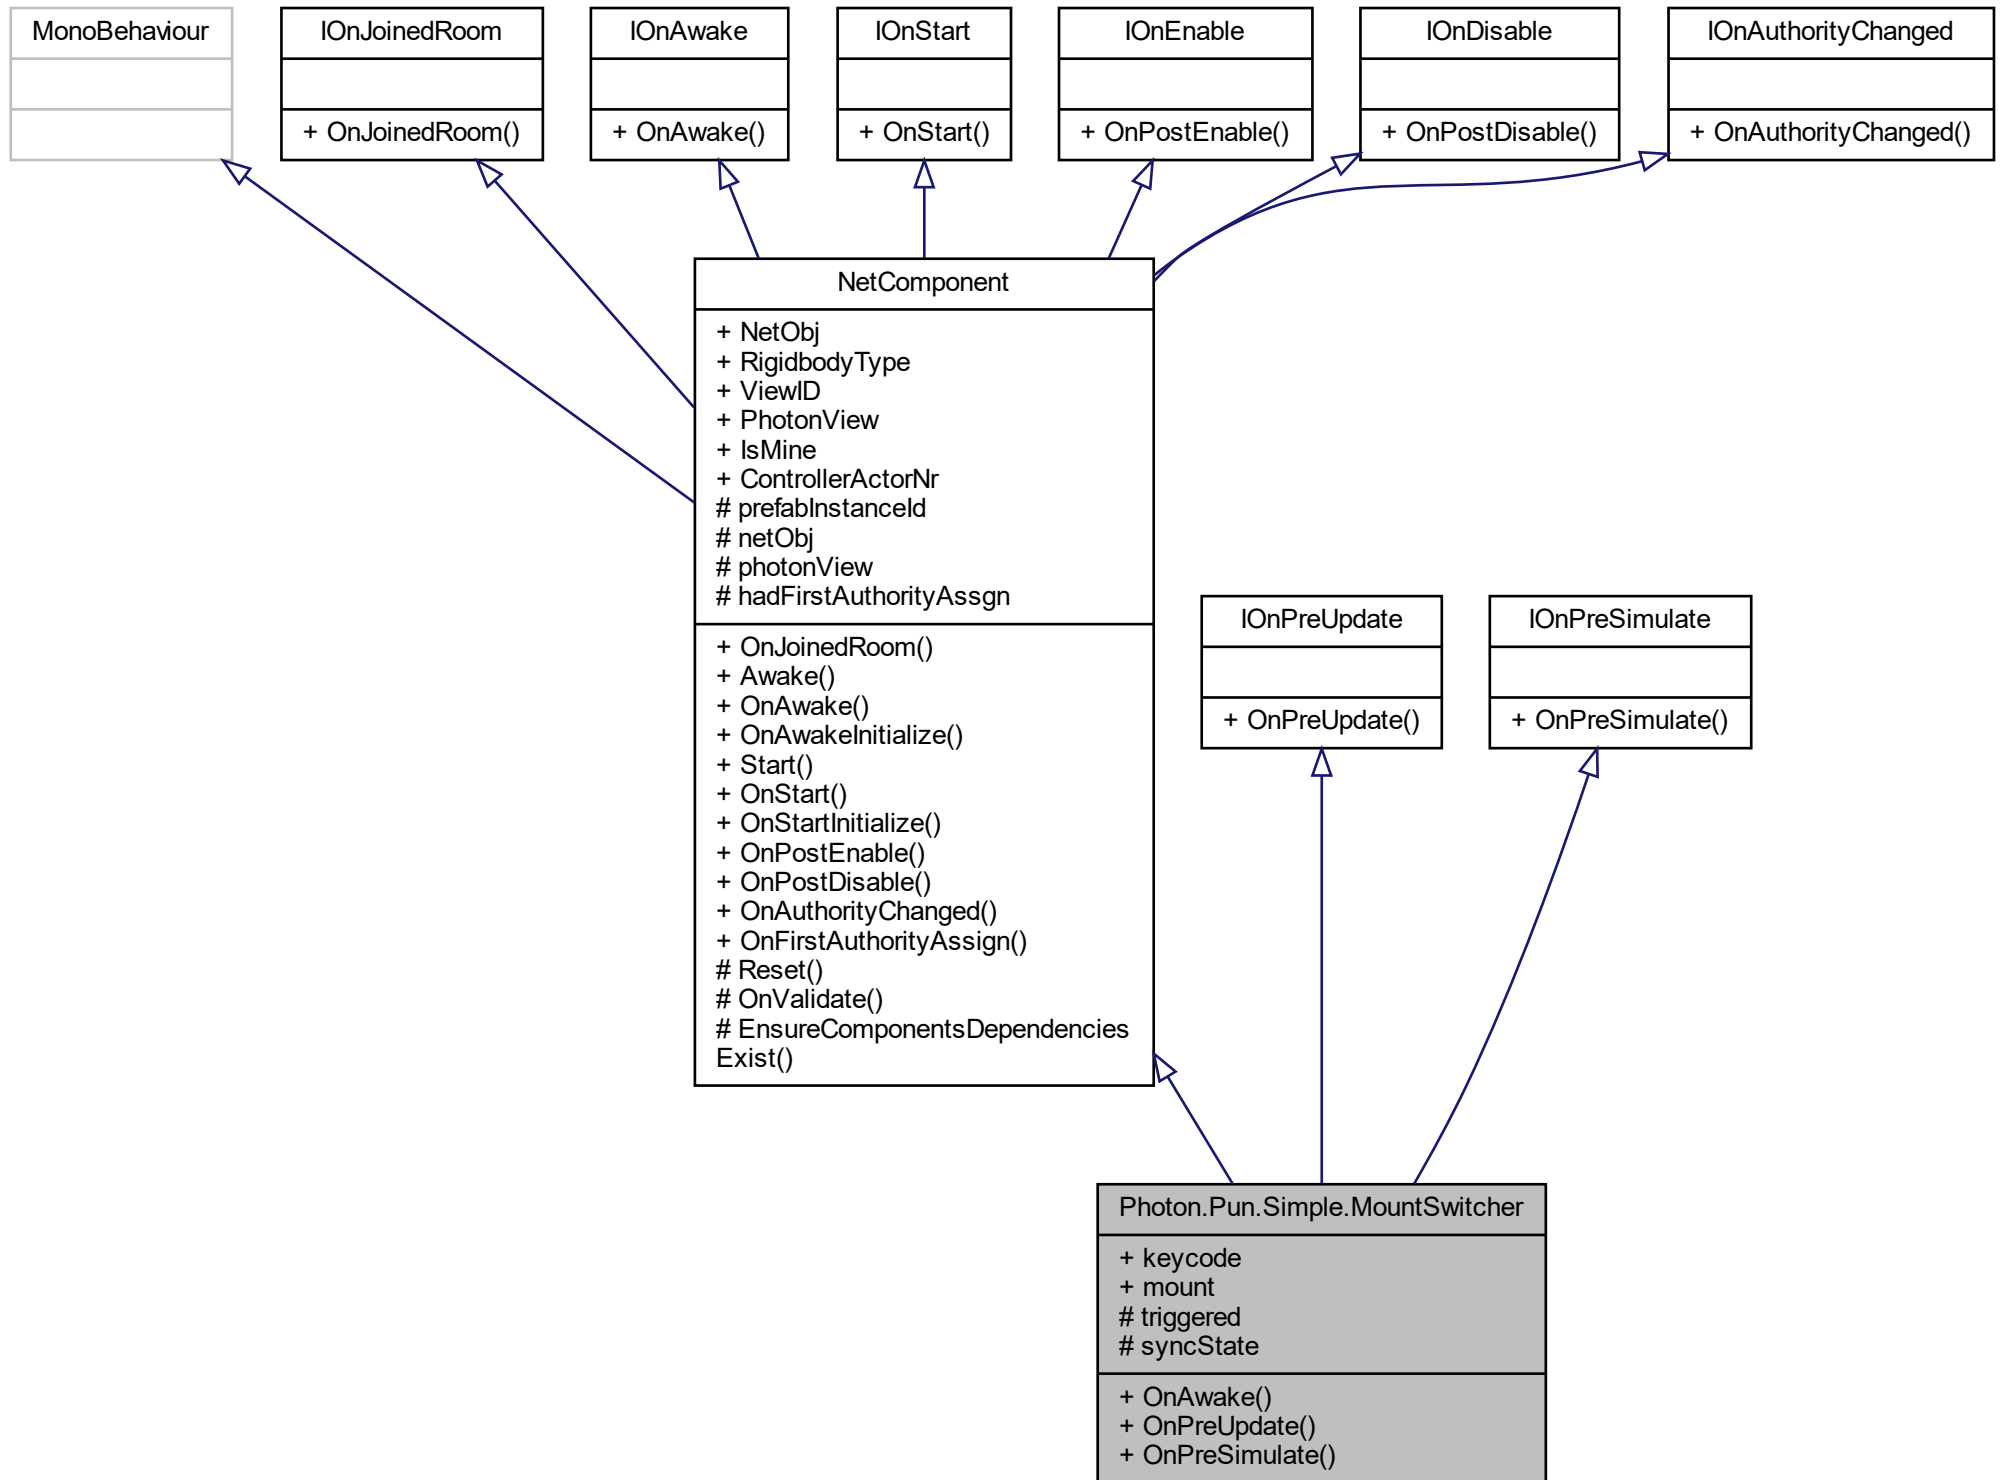 MonoBehaviour
IOnJoinedRoom
+ OnJoinedRoom()
IOnAwake
+ OnAwake()
IOnStart
+ OnStart()
IOnEnable
+ OnPostEnable()
IOnDisable
+ OnPostDisable()
IOnAuthorityChanged
+ OnAuthorityChanged()
NetComponent
+ NetObj
+ RigidbodyType
+ ViewID
+ PhotonView
+ IsMine
+ ControllerActorNr
# prefabInstanceId
# netObj
# photonView
# hadFirstAuthorityAssgn
+ OnJoinedRoom()
+ Awake()
+ OnAwake()
+ OnAwakeInitialize()
+ Start()
+ OnStart()
+ OnStartInitialize()
+ OnPostEnable()
+ OnPostDisable()
+ OnAuthorityChanged()
+ OnFirstAuthorityAssign()
# Reset()
# OnValidate()
# EnsureComponentsDependencies
Exist()
IOnPreUpdate
+ OnPreUpdate()
IOnPreSimulate
+ OnPreSimulate()
Photon.Pun.Simple.MountSwitcher
+ keycode
+ mount
# triggered
# syncState
+ OnAwake()
+ OnPreUpdate()
+ OnPreSimulate()